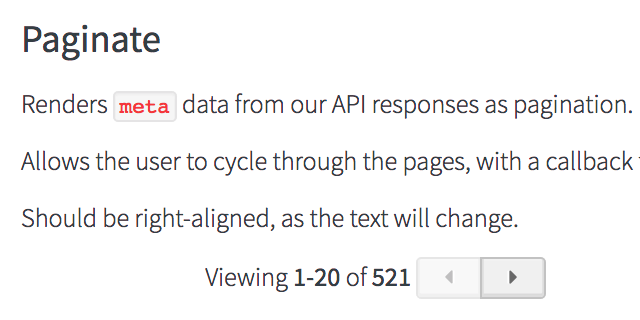 Paginate
Renders meta data from our API responses as pagination.
Allows the user to cycle through the pages, with a callback
Should be right-aligned, as the text will change.
Viewing 1-20 of 521